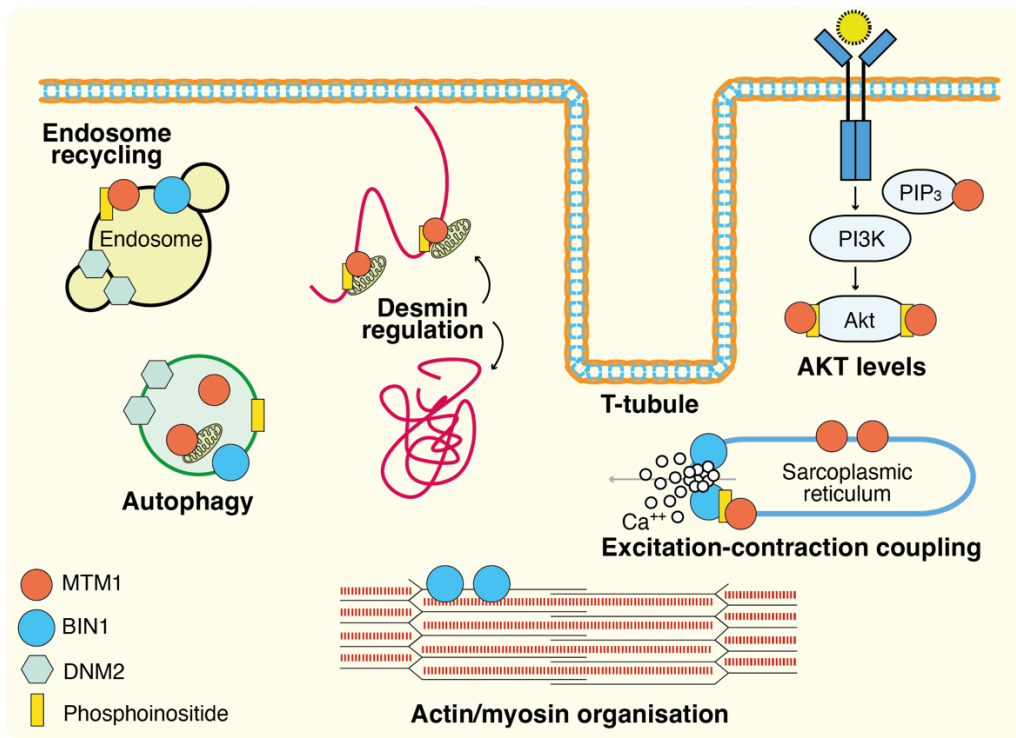 Endosome
recycling
Endosome
Desmin
regulation
PIP₃
PI3K
Akt
AKT levels
T-tubule
Autophagy
Sarcoplasmic
reticulum
Ca⁺⁺
Excitation-contraction coupling
MTM1
BIN1
DNM2
Phosphoinositide
Actin/myosin organisation